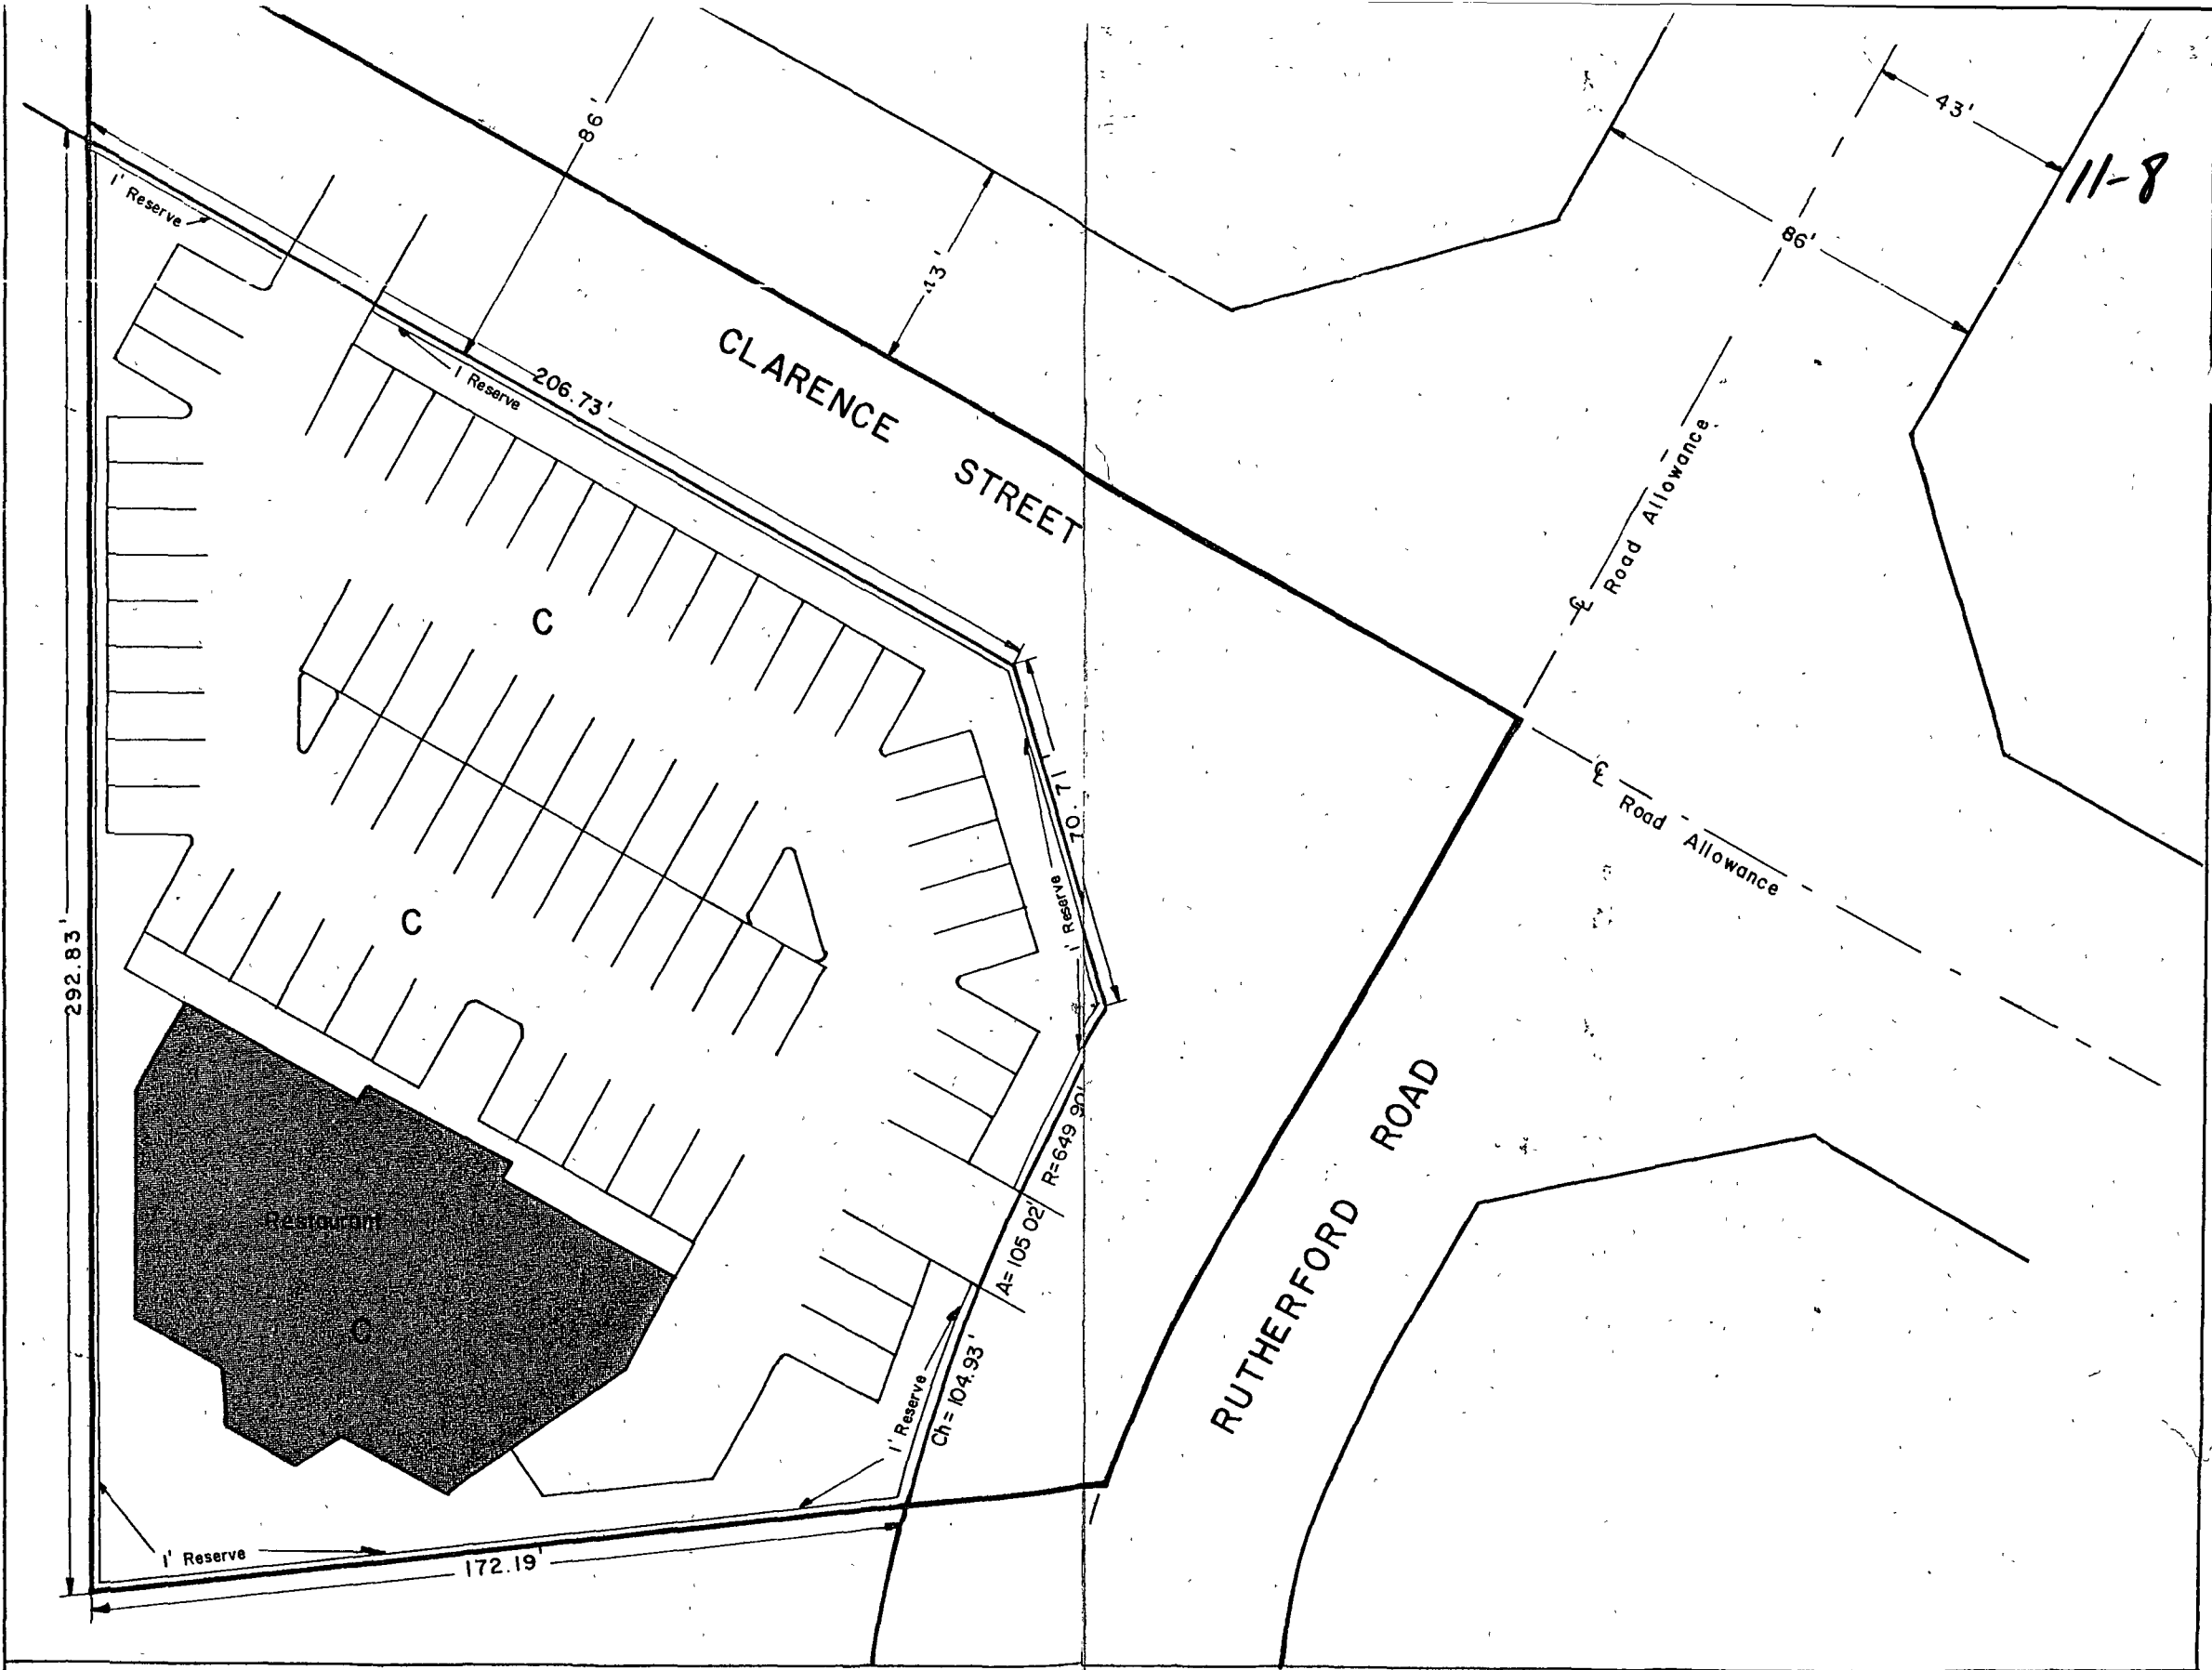 43'
11-8
86'
86'
43'
1' Reserve
CLARENCE
STREET
1 Reserve
206.73'
℄ Road Allowance
C
70.71'
℄ Road Allowance
1' Reserve
C
292.83'
R=649 90'
ROAD
A=105 02'
Restaurant
RUTHERFORD
C
Ch=104.93'
1' Reserve
1' Reserve
172.19'